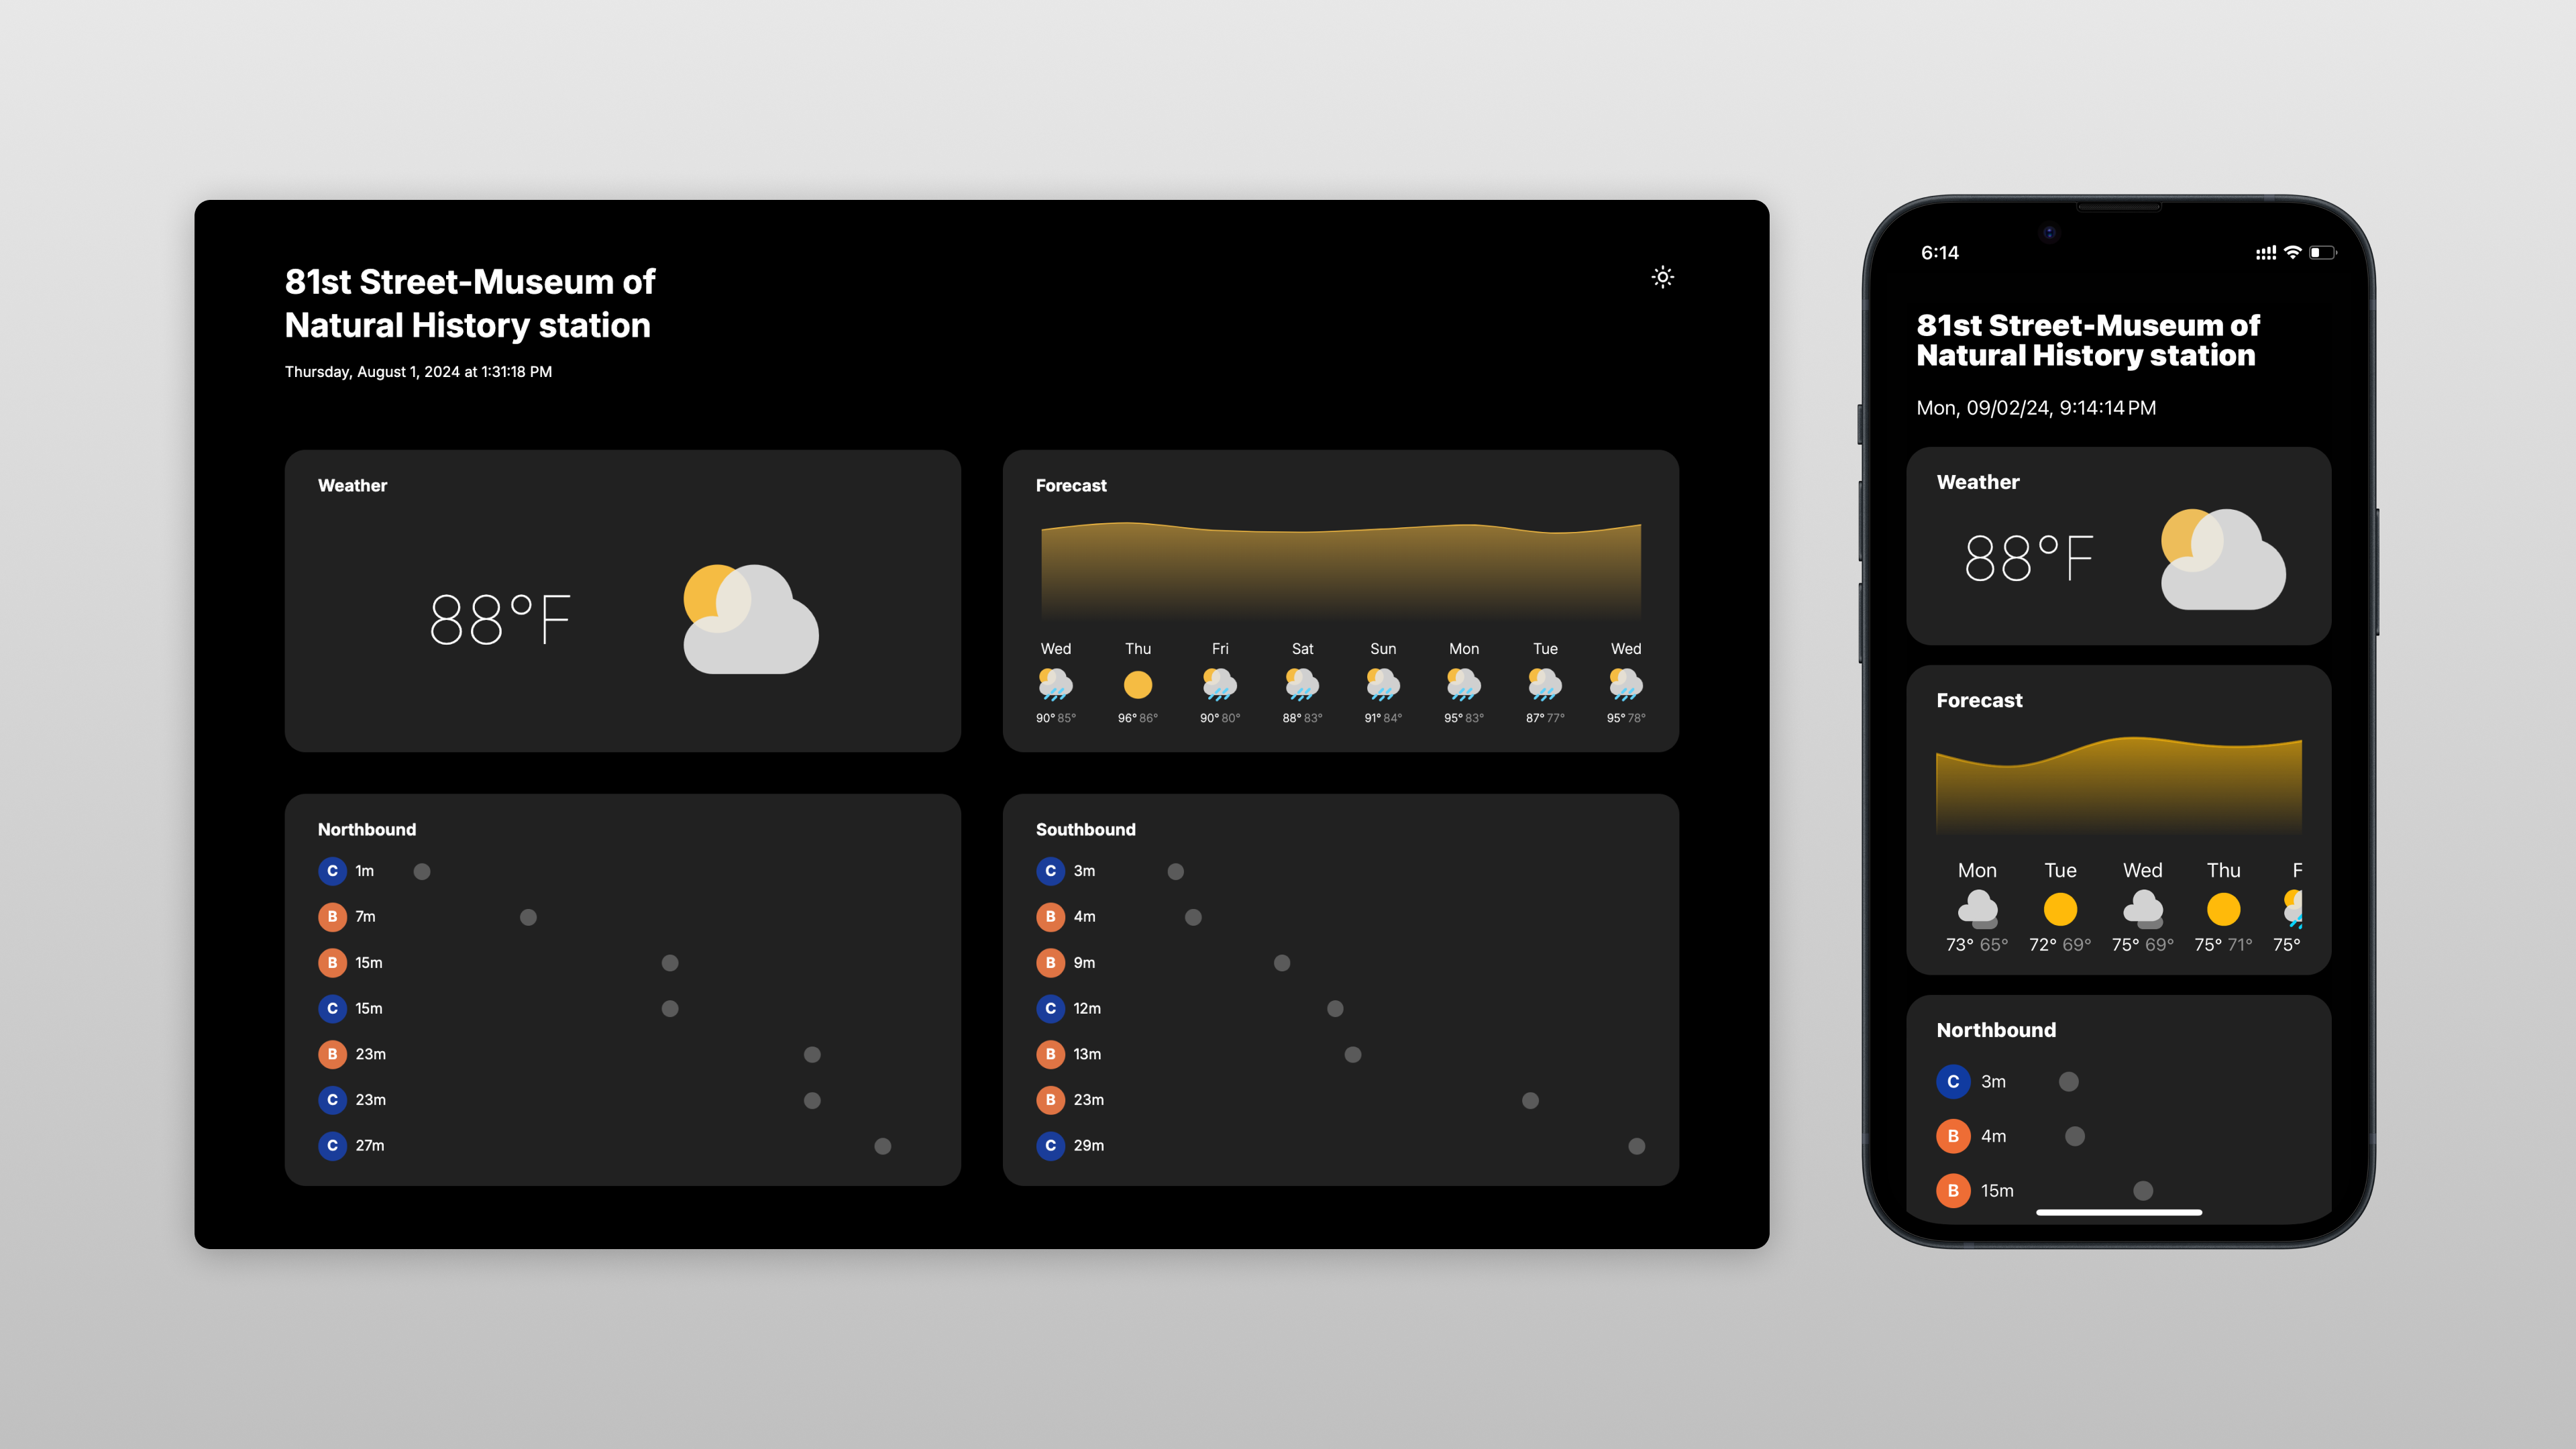 81st Street-Museum of
Natural History station
Thursday, August 1, 2024 at 1:31:18 PM
Weather
88°F
Forecast
Wed Thu Fri Sat Sun Mon Tue Wed
90° 85° 96° 86° 90° 80° 88° 83° 91° 84° 95° 83° 87° 77° 95° 78°
Northbound
C 1m
B 7m
B 15m
C 15m
B 23m
C 23m
C 27m
Southbound
C 3m
B 4m
B 9m
C 12m
B 13m
B 23m
C 29m
6:14
81st Street-Museum of
Natural History station
Mon, 09/02/24, 9:14:14 PM
Weather
88°F
Forecast
Mon Tue Wed Thu F
73° 65° 72° 69° 75° 69° 75° 71° 75°
Northbound
C 3m
B 4m
B 15m